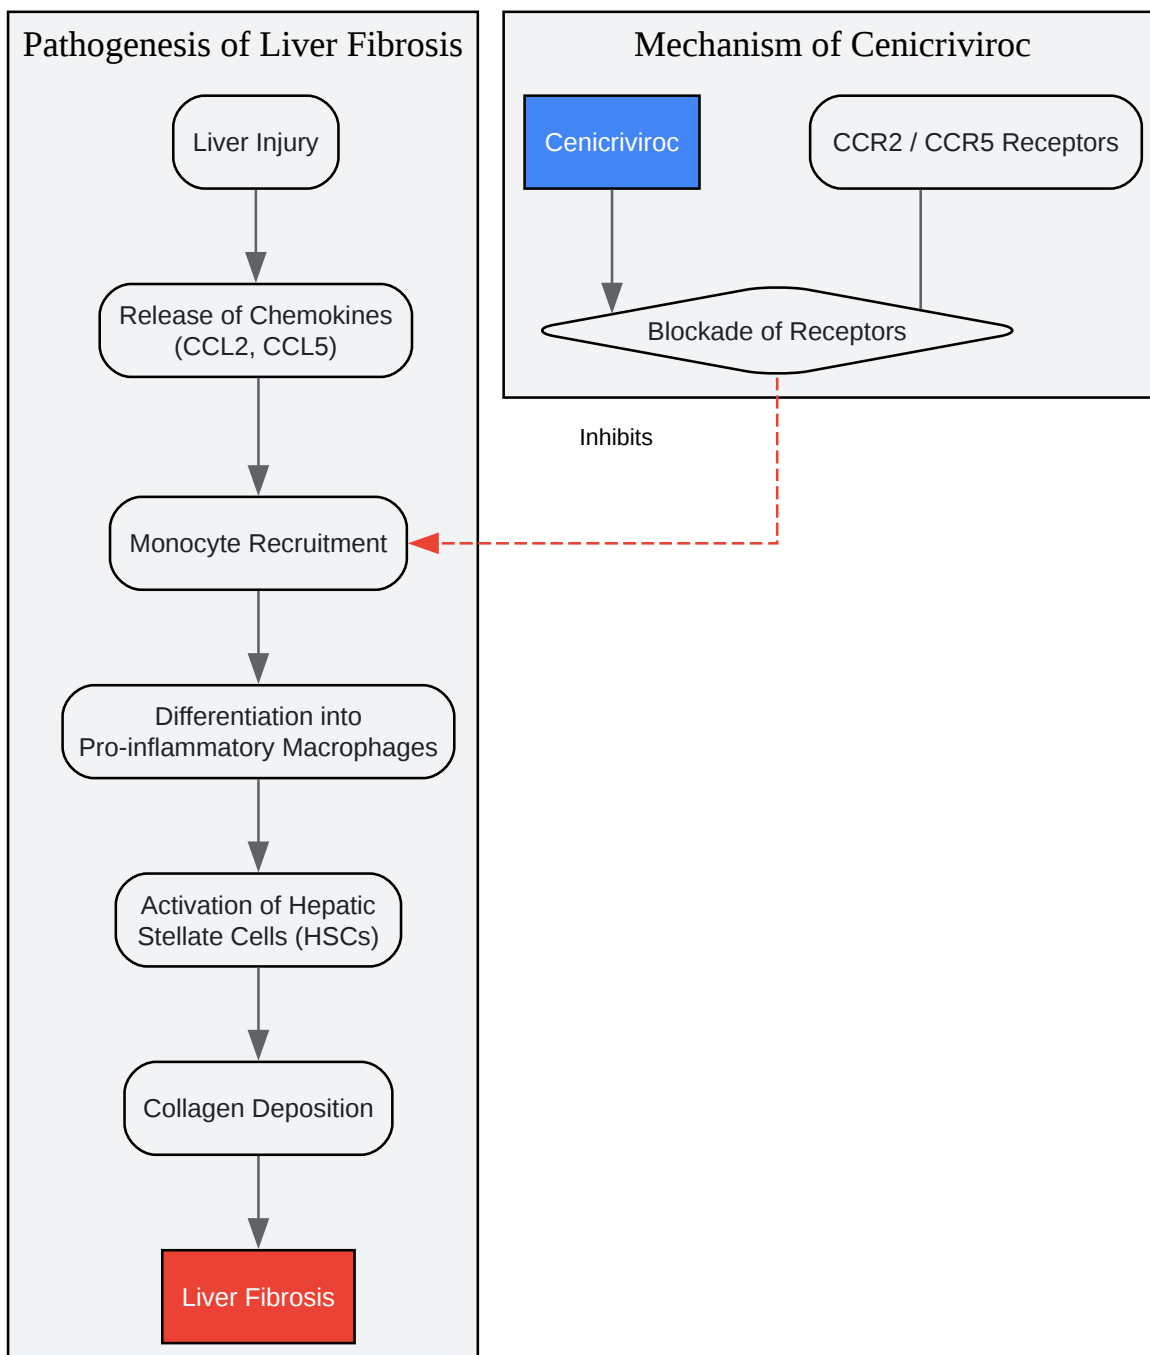 Pathogenesis of Liver Fibrosis
Liver Injury
Release of Chemokines
(CCL2, CCL5)
Monocyte Recruitment
Differentiation into
Pro-inflammatory Macrophages
Activation of Hepatic
Stellate Cells (HSCs)
Collagen Deposition
Liver Fibrosis
Mechanism of Cenicriviroc
Cenicriviroc
CCR2 / CCR5 Receptors
Blockade of Receptors
Inhibits